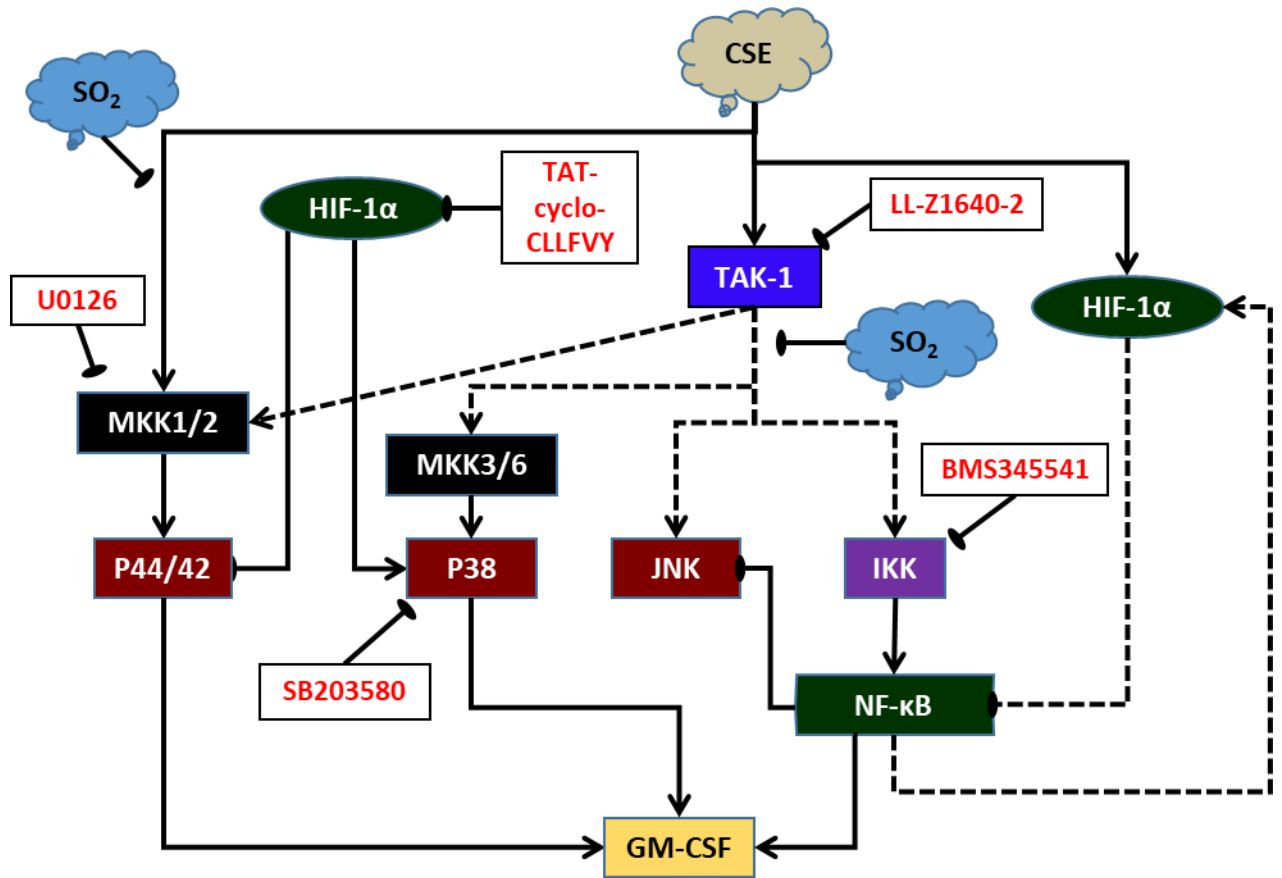 CSE
SO₂
TAT-
cyclo-
CLLFVY
HIF-1α
LL-Z1640-2
TAK-1
U0126
HIF-1α
SO₂
MKK1/2
MKK3/6
BMS345541
P44/42
P38
JNK
IKK
SB203580
NF-κB
GM-CSF